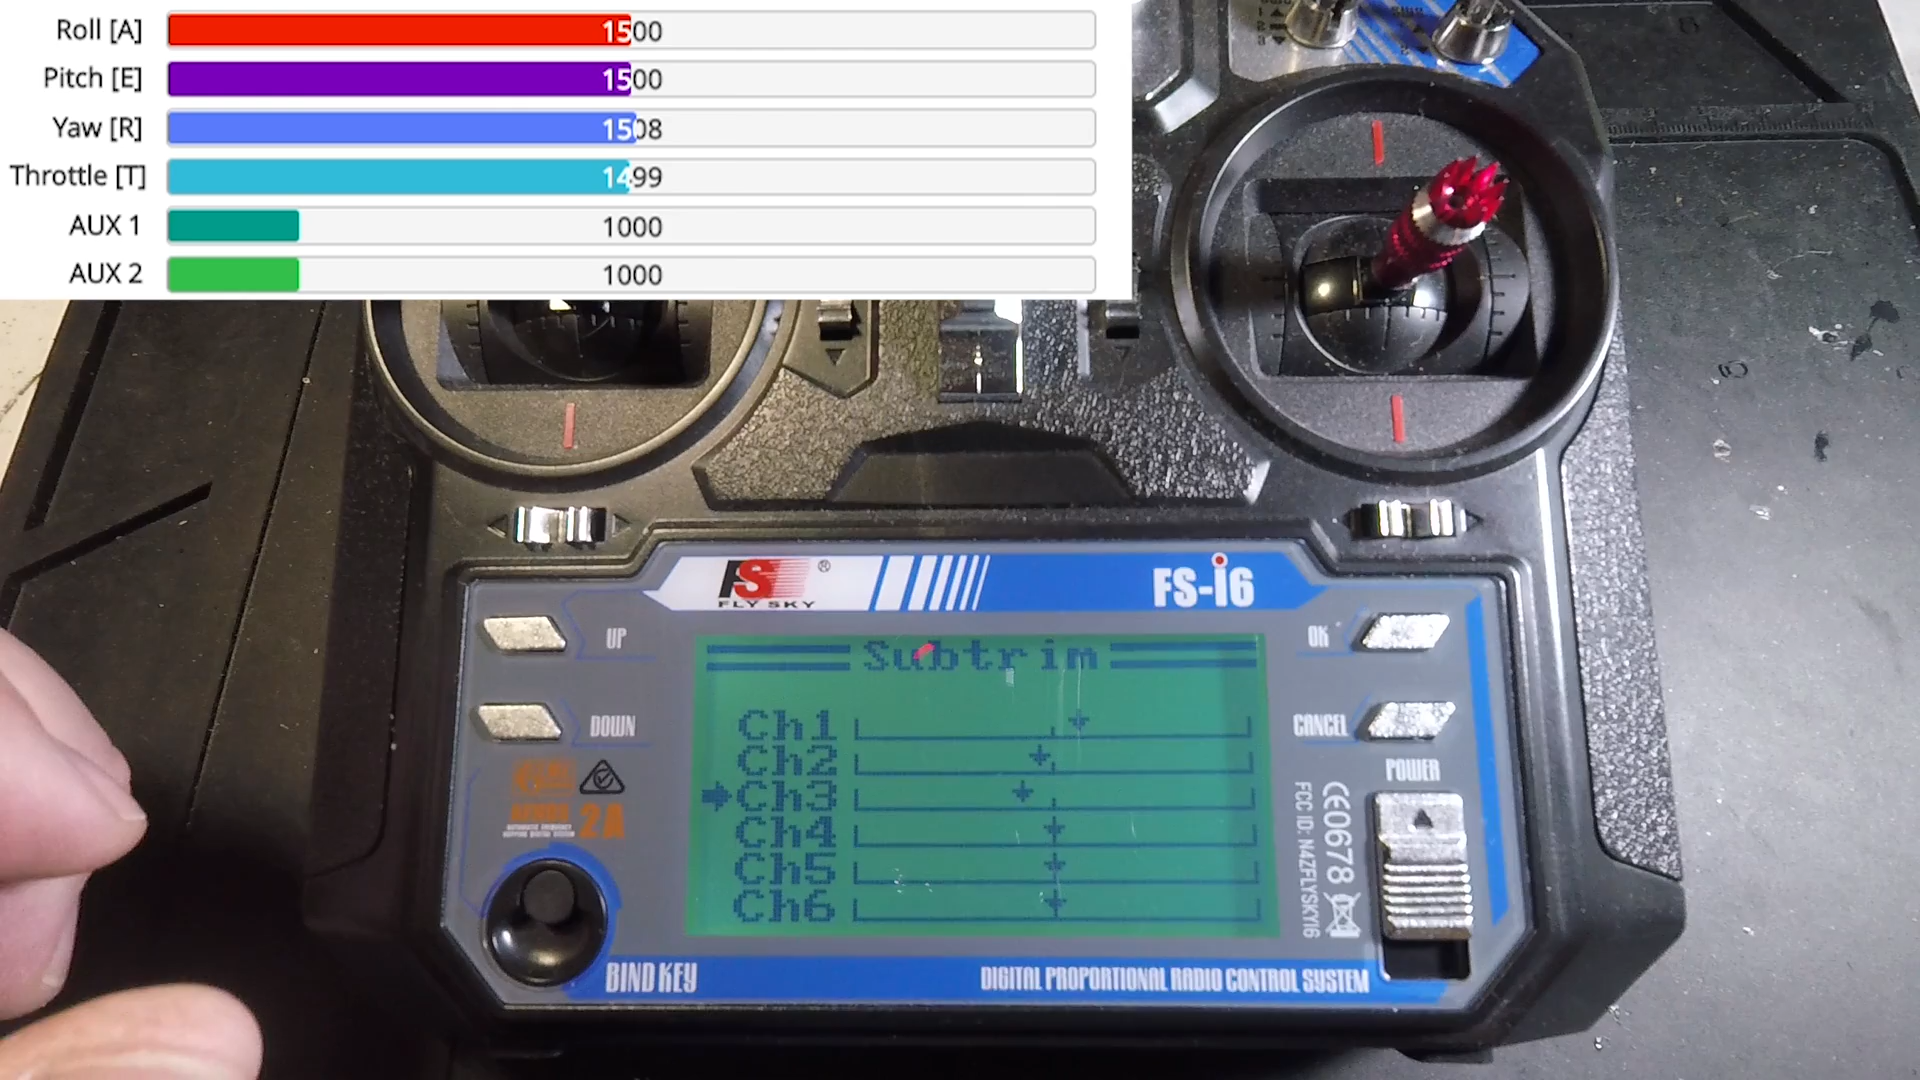 Roll [A] 1500
Pitch [E] 1500
Yaw [R] 1508
Throttle [T] 1499
AUX 1 1000
AUX 2 1000
FS ®
FLY SKY
FS-i6
UP
OK
Subtrim
DOWN
CANCEL
Ch1
Ch2
Ch3
Ch4
Ch5
Ch6
POWER
2A
CE0678
FCC ID: N4ZFLYSKYI6
BIND KEY
DIGITAL PROPORTIONAL RADIO CONTROL SYSTEM